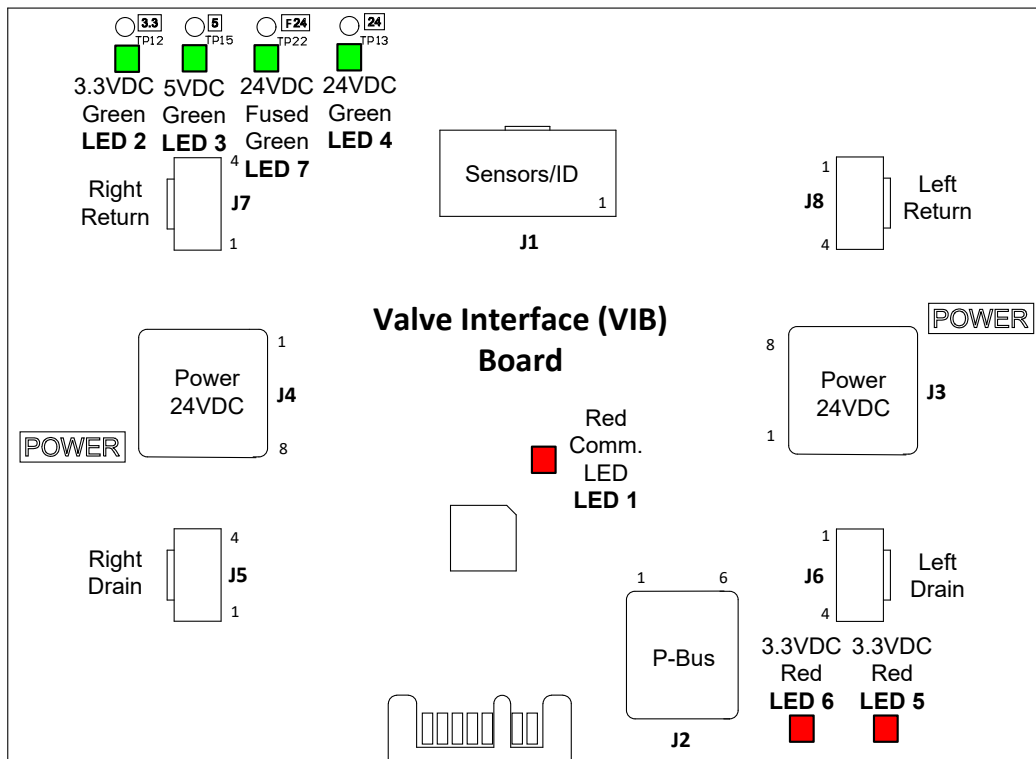 3.3
5
F24
24
TP12
TP15
TP22
TP13
3.3VDC
Green
LED 2
5VDC
Green
LED 3
24VDC
Fused
Green
LED 7
24VDC
Green
LED 4
Right
Return
4
J7
1
Sensors/ID
1
J1
1
J8
4
Left
Return
Valve Interface (VIB)
Board
Power
24VDC
1
J4
8
POWER
POWER
8
Power
24VDC
J3
1
Red
Comm.
LED
LED 1
Right
Drain
4
J5
1
1
J6
4
Left
Drain
1
6
P-Bus
J2
3.3VDC
Red
LED 6
3.3VDC
Red
LED 5